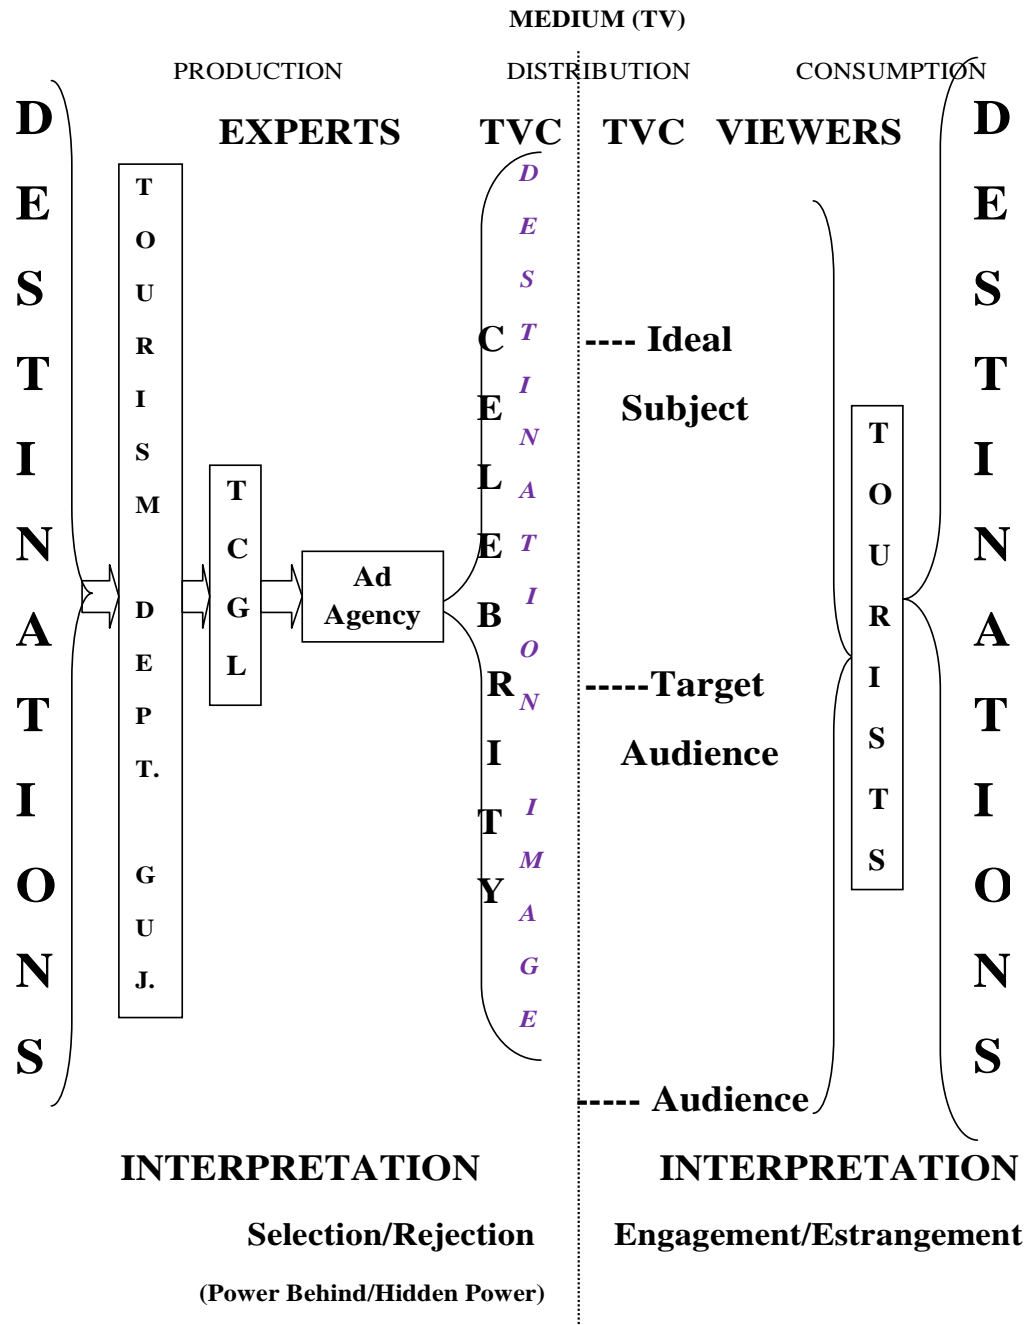 MEDIUM (TV)
PRODUCTION
DISTRIBUTION
CONSUMPTION
EXPERTS
TVC
TVC
VIEWERS
DESTINATIONS
TOURISM DEPT. GUJ.
TCGL
Ad
Agency
CELEBRITY
DESTINATION IMAGE
---- Ideal
Subject
-----Target
Audience
----- Audience
TOURISTS
DESTINATIONS
INTERPRETATION
INTERPRETATION
Selection/Rejection
Engagement/Estrangement
(Power Behind/Hidden Power)